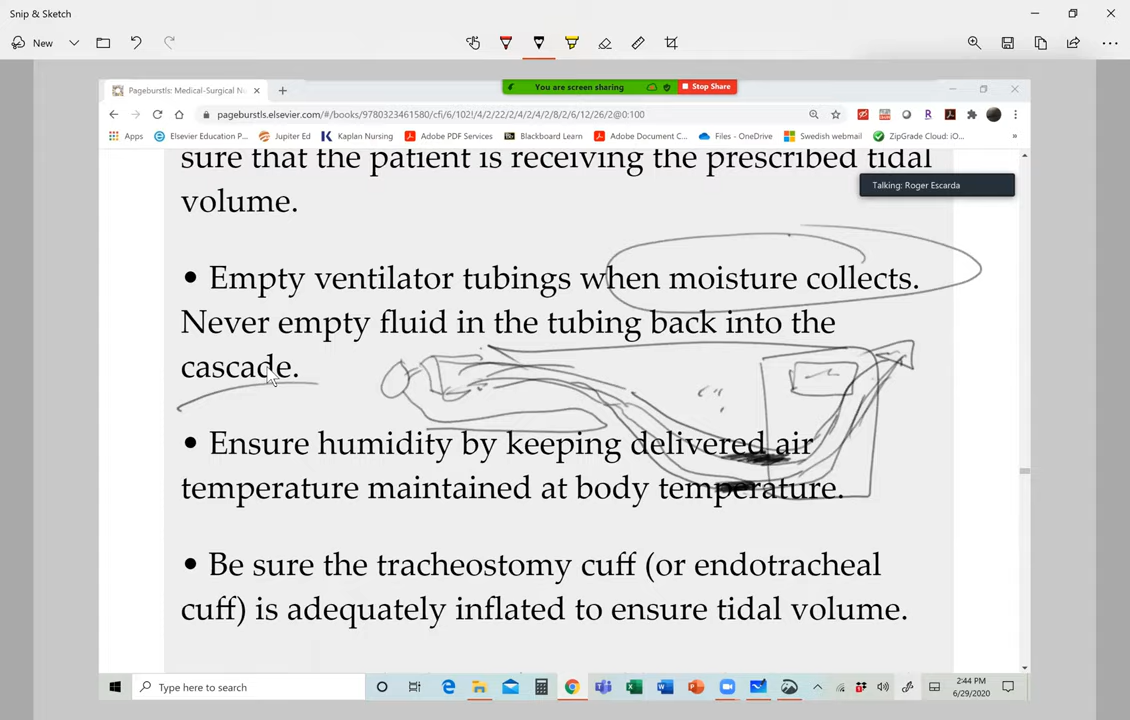 Snip & Sketch
New
Pageburstls: Medical-Surgical N
You are screen sharing
Stop Share
pageburstls.elsevier.com/#/books/9780323461580/cfi/6/102!/4/2/22/2/4/2/4/2/8/2/6/12/26/2@0:100
Apps
Elsevier Education P...
Jupiter Ed
Kaplan Nursing
Adobe PDF Services
Blackboard Learn
Adobe Document C...
Files - OneDrive
Swedish webmail
ZipGrade Cloud: iO...
Talking: Roger Escarda
sure that the patient is receiving the prescribed tidal
volume.
• Empty ventilator tubings when moisture collects.
Never empty fluid in the tubing back into the
cascade.
• Ensure humidity by keeping delivered air
temperature maintained at body temperature.
• Be sure the tracheostomy cuff (or endotracheal
cuff) is adequately inflated to ensure tidal volume.
Type here to search
2:44 PM
6/29/2020